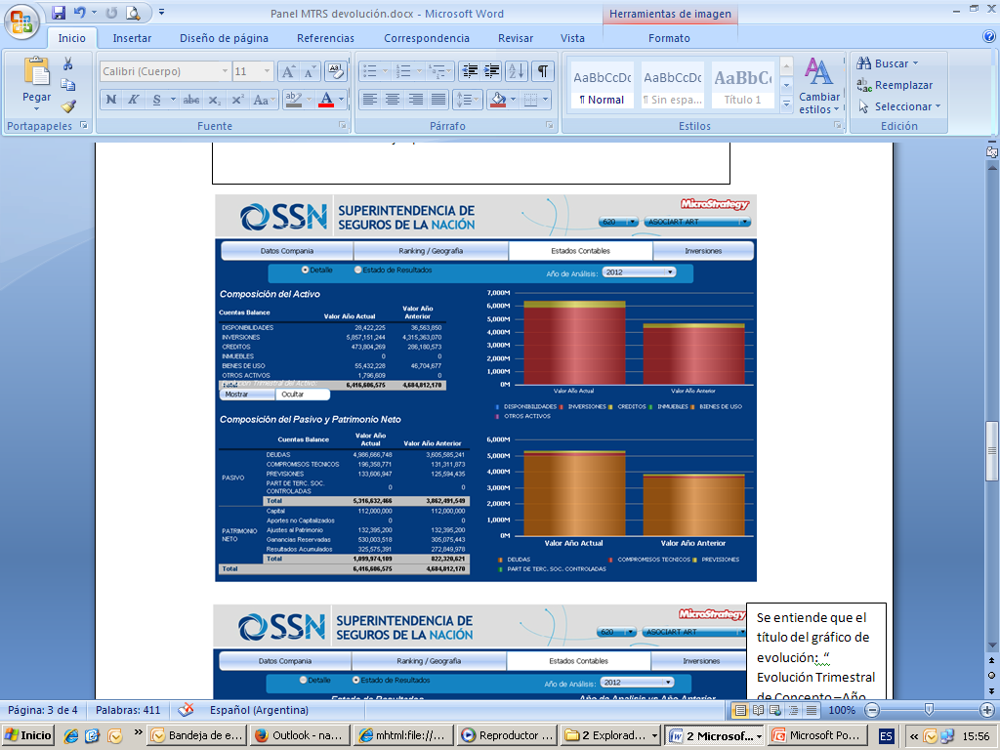 Panel MTRS devolución.docx - Microsoft Word
Herramientas de imagen
Inicio
Insertar
Diseño de página
Referencias
Correspondencia
Revisar
Vista
Formato
Pegar
Portapapeles
Calibri (Cuerpo)
11
N K S abe x₂ x² Aa
Fuente
Párrafo
AaBbCcDc
¶ Normal
AaBbCcDc
¶ Sin espa...
AaBbC
Título 1
Cambiar
estilos
Estilos
Buscar
Reemplazar
Seleccionar
Edición
MicroStrategy
SSN
SUPERINTENDENCIA DE
SEGUROS DE LA NACIÓN
620
ASOCIART ART
Datos Compania
Ranking / Geografia
Estados Contables
Inversiones
Detalle
Estado de Resultados
Año de Análisis:
2012
Composición del Activo
Cuentas Balance Valor Año Actual Valor Año Anterior
DISPONIBILIDADES 28,422,225 36,563,850
INVERSIONES 5,857,151,244 4,315,363,070
CREDITOS 473,804,269 286,180,573
INMUEBLES 0 0
BIENES DE USO 55,432,228 46,704,677
OTROS ACTIVOS 1,796,609 0
Total 6,416,606,575 4,684,812,170
Mostrar
Ocultar
7,000M
6,000M
5,000M
4,000M
3,000M
2,000M
1,000M
0M
Valor Año Actual
Valor Año Anterior
DISPONIBILIDADES INVERSIONES CREDITOS INMUEBLES BIENES DE USO
OTROS ACTIVOS
Composición del Pasivo y Patrimonio Neto
Cuentas Balance Valor Año Actual Valor Año Anterior
PASIVO
DEUDAS 4,986,666,748 3,605,585,241
COMPROMISOS TECNICOS 196,358,771 131,311,873
PREVISIONES 133,606,947 125,594,435
PART DE TERC. SOC.
CONTROLADAS 0 0
Total 5,316,632,466 3,862,491,549
PATRIMONIO
NETO
Capital 112,000,000 112,000,000
Aportes no Capitalizados 0 0
Ajustes al Patrimonio 132,395,200 132,395,200
Ganancias Reservadas 530,003,518 305,075,443
Resultados Acumulados 325,575,391 272,849,978
Total 1,099,974,109 822,320,621
Total 6,416,606,575 4,684,812,170
6,000M
5,000M
4,000M
3,000M
2,000M
1,000M
0M
Valor Año Actual
Valor Año Anterior
DEUDAS COMPROMISOS TECNICOS PREVISIONES
PART DE TERC. SOC. CONTROLADAS
MicroStrategy
SSN
SUPERINTENDENCIA DE
SEGUROS DE LA NACIÓN
620
ASOCIART ART
Datos Compania
Ranking / Geografia
Estados Contables
Inversiones
Detalle
Estado de Resultados
Año de Análisis:
2012
Estado de Resultados
Año de Análisis vs Año Anterior
Se entiende que el
título del gráfico de
evolución: “
Evolución Trimestral
de Concepto –Año
Página: 3 de 4
Palabras: 411
Español (Argentina)
100%
Inicio
»
Bandeja de e...
Outlook - na...
mhtml:file://...
Reproductor ...
2 Explorad...
2 Microsof...
Microsoft Po...
ES
«
15:56